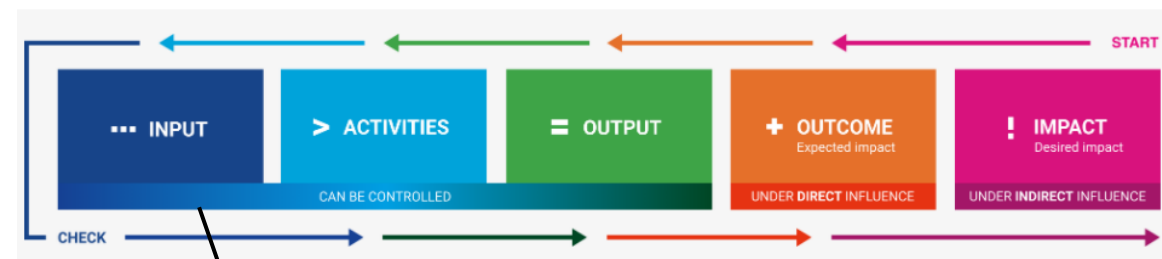 START
INPUT
> ACTIVITIES
= OUTPUT
+ OUTCOME
Expected impact
! IMPACT
Desired impact
CAN BE CONTROLLED
UNDER DIRECT INFLUENCE
UNDER INDIRECT INFLUENCE
CHECK